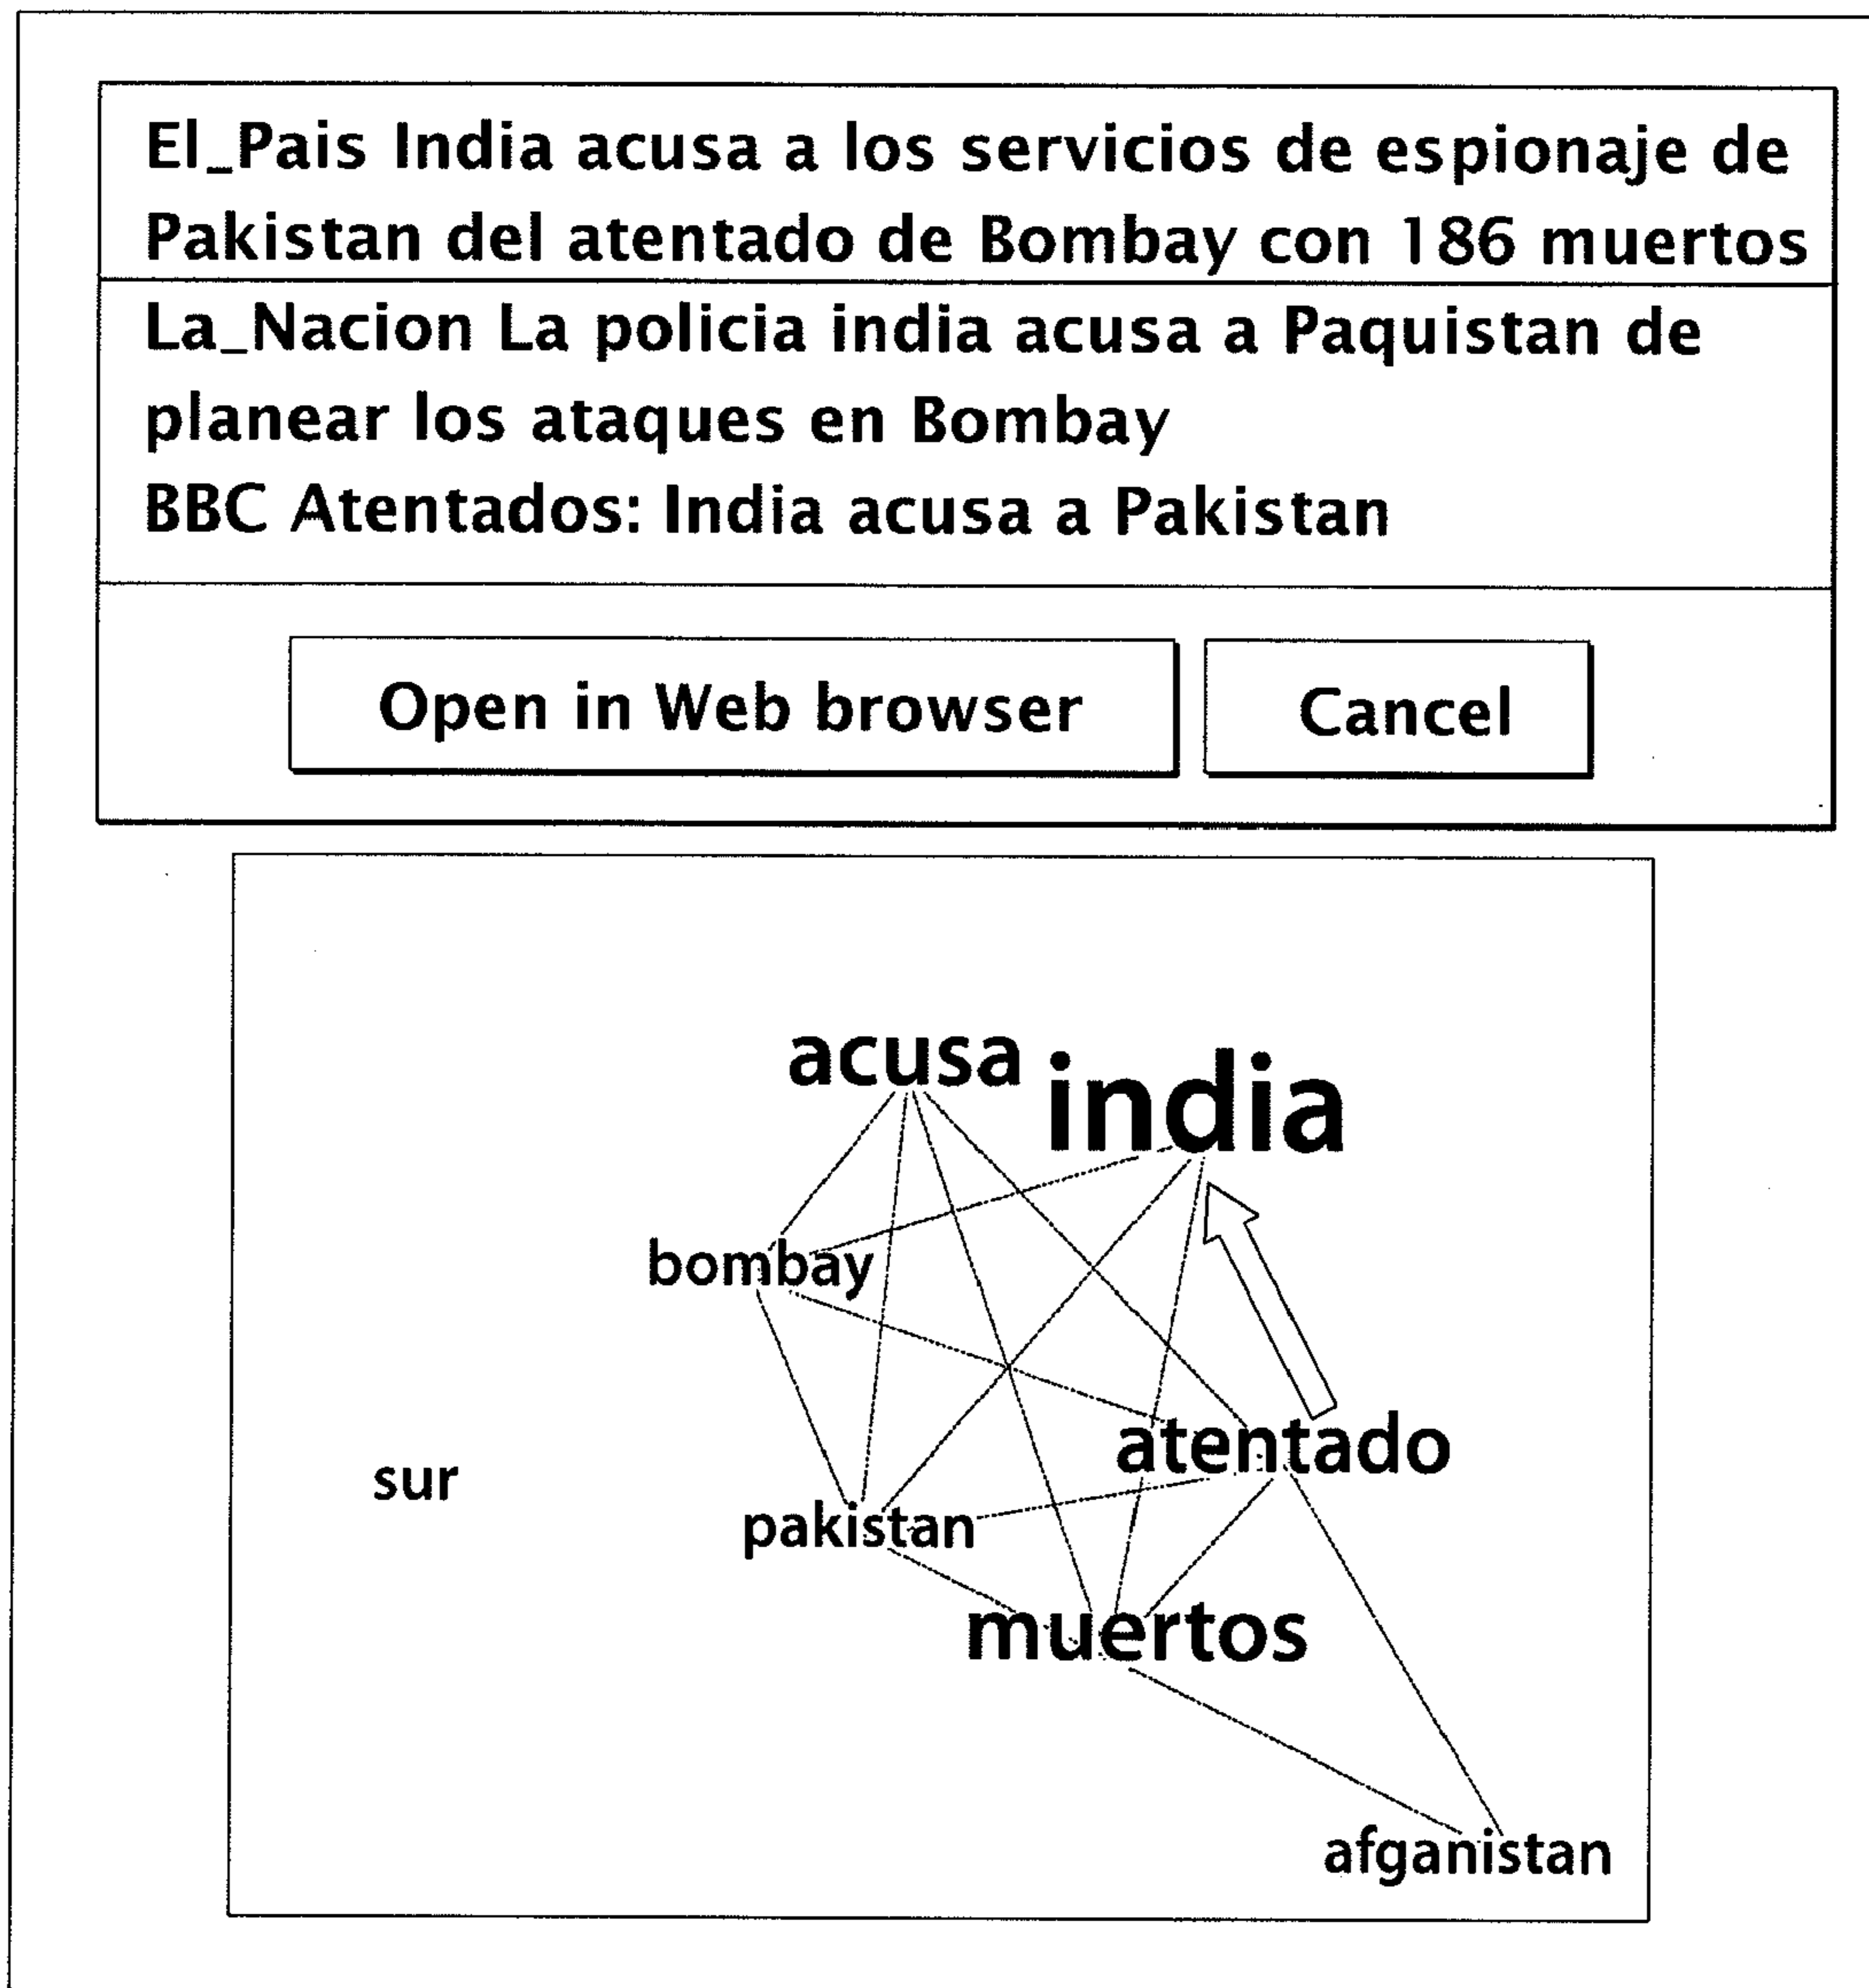 El_Pais India acusa a los servicios de espionaje de
Pakistan del atentado de Bombay con 186 muertos
La_Nacion La policia india acusa a Paquistan de
planear los ataques en Bombay
BBC Atentados: India acusa a Pakistan
Open in Web browser
Cancel
acusa
india
bombay
atentado
sur
pakistan
muertos
afganistan